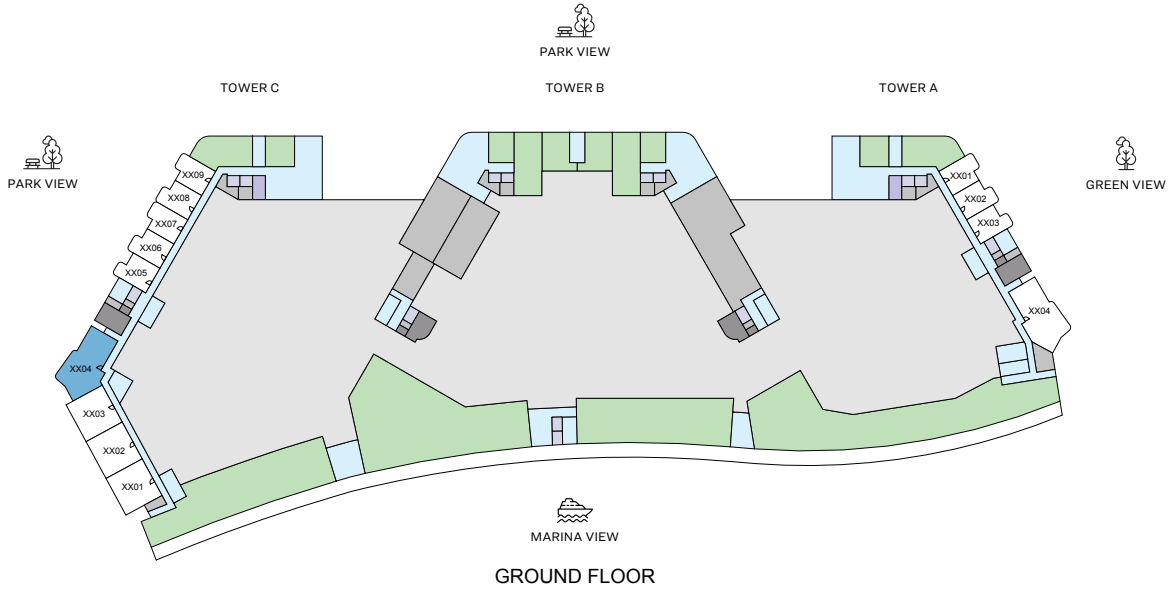 PARK VIEW
TOWER C
TOWER B
TOWER A
PARK VIEW
GREEN VIEW
XX09
XX08
XX07
XX06
XX05
XX04
XX03
XX02
XX01
XX01
XX02
XX03
XX04
MARINA VIEW
GROUND FLOOR